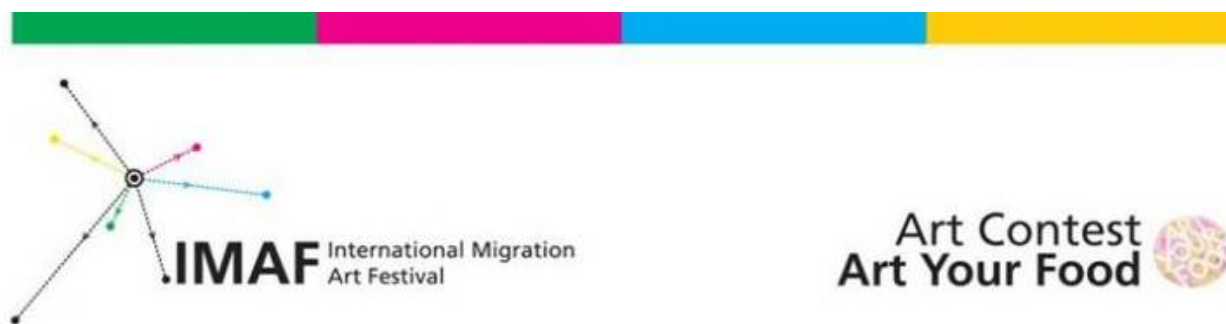 IMAF International Migration
Art Festival
Art Contest
Art Your Food